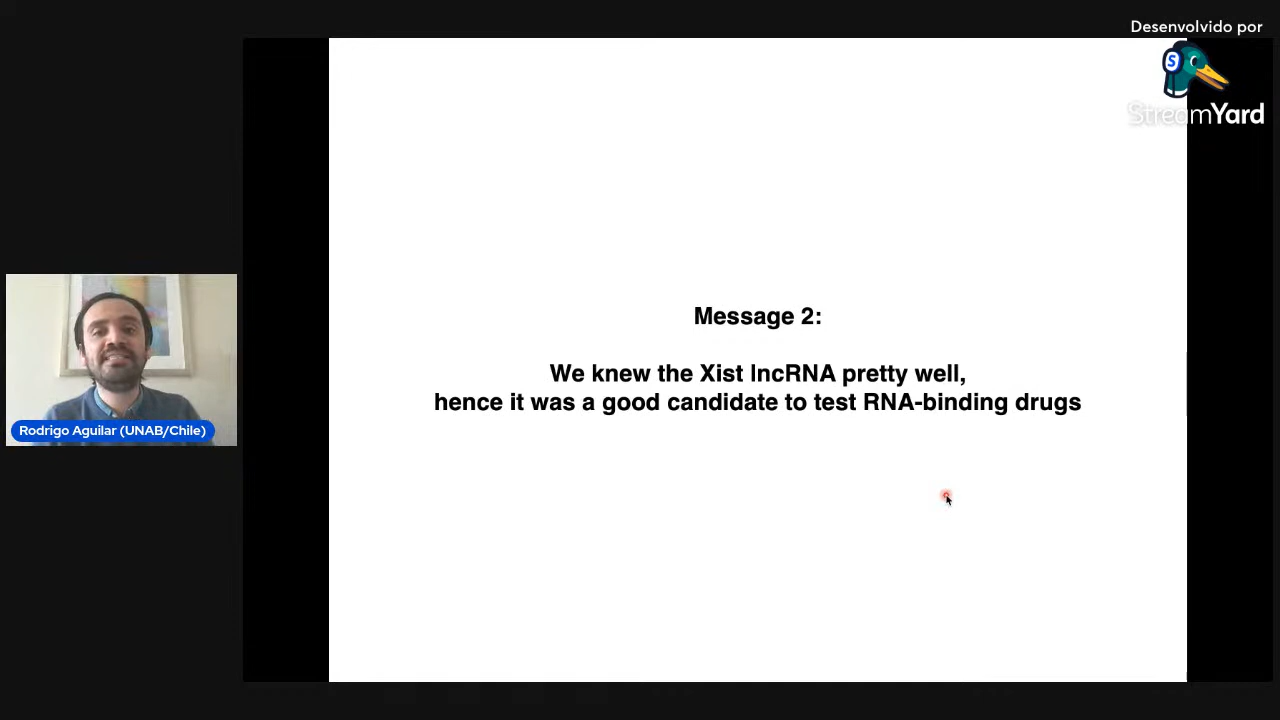 Desenvolvido por
S
StreamYard
Message 2:
We knew the Xist lncRNA pretty well,
hence it was a good candidate to test RNA-binding drugs
Rodrigo Aguilar (UNAB/Chile)